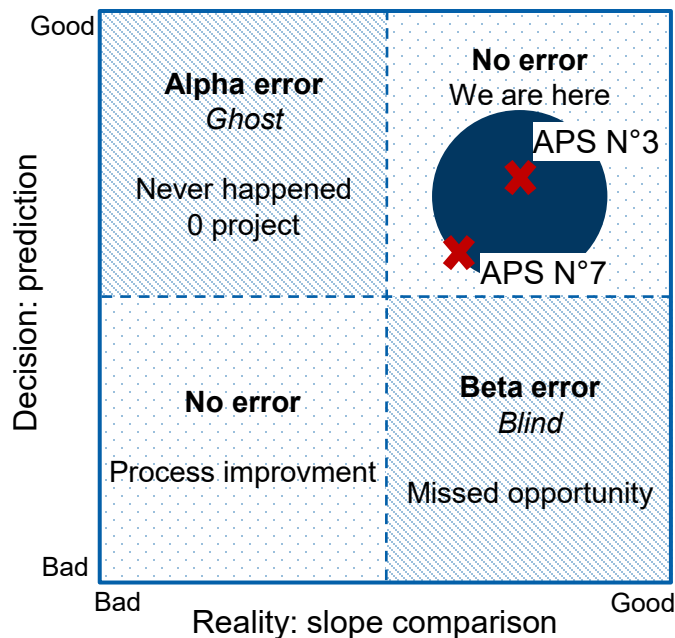 Good
Alpha error
Ghost
Never happened
0 project
No error
We are here
APS N°3
APS N°7
Decision: prediction
No error
Process improvment
Beta error
Blind
Missed opportunity
Bad
Bad
Reality: slope comparison
Good